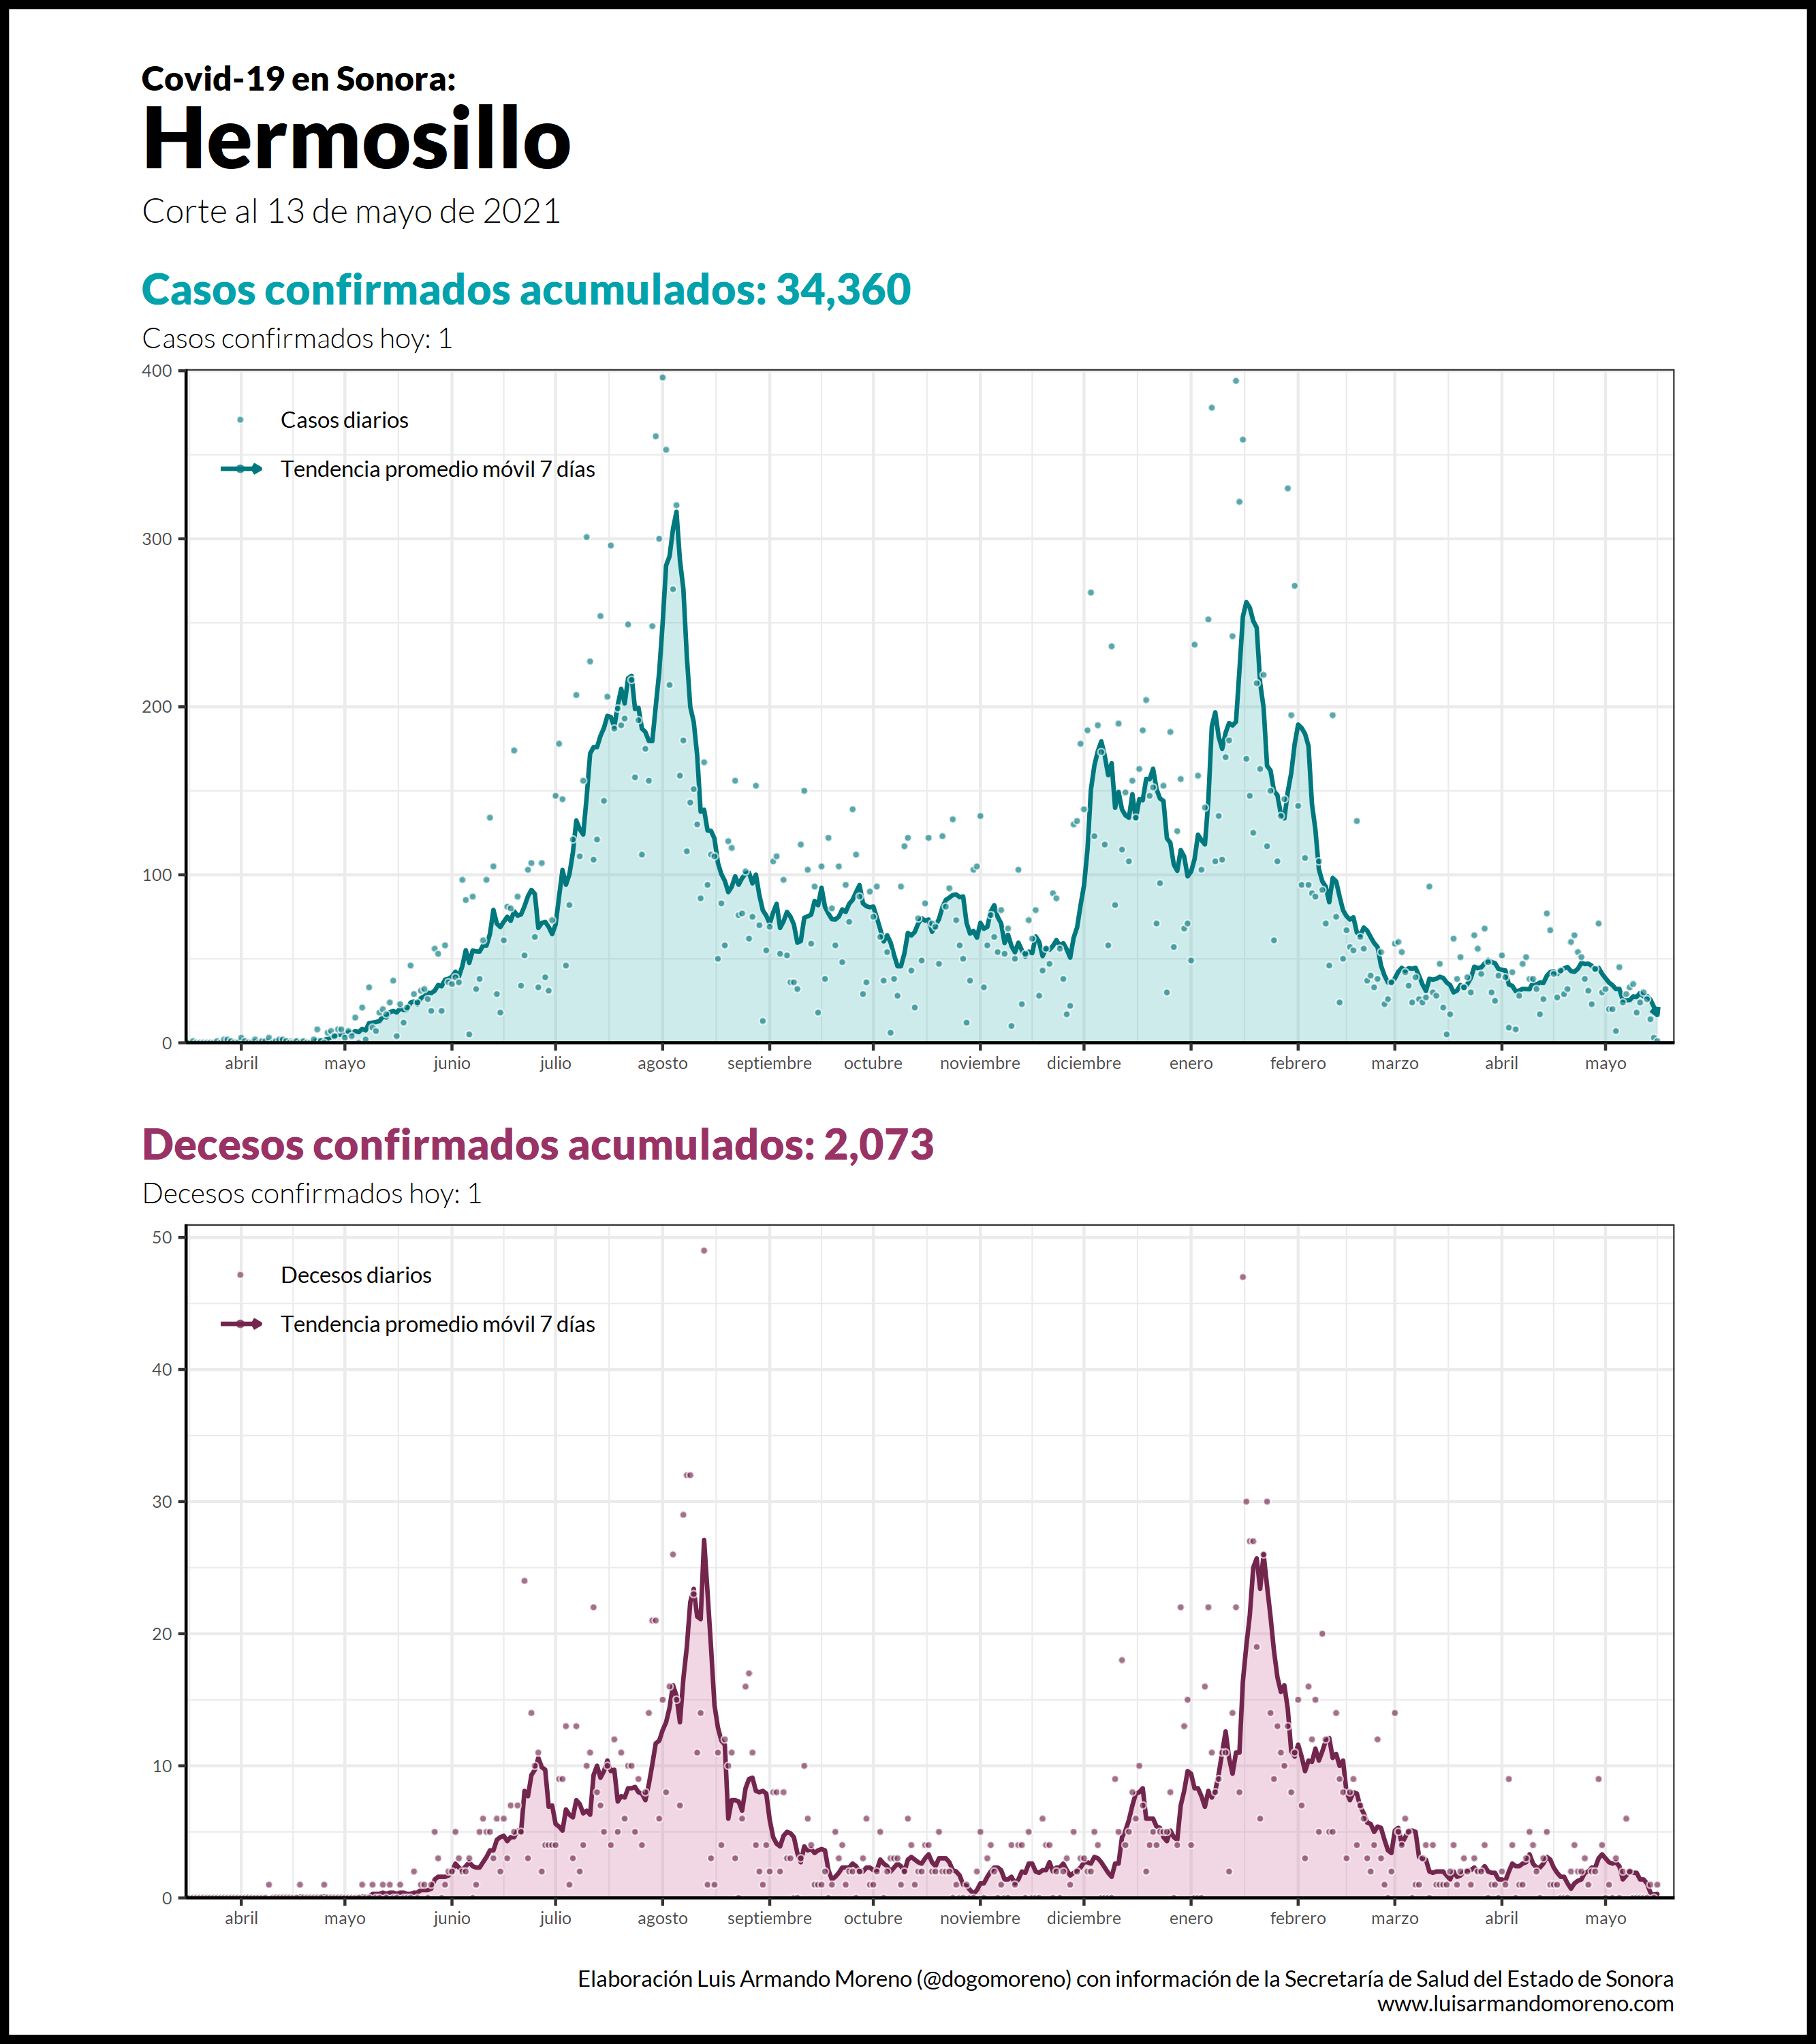 Covid-19 en Sonora:
Hermosillo
Corte al 13 de mayo de 2021
Casos confirmados acumulados: 34,360
Casos confirmados hoy: 1
400
300
200
100
0
Casos diarios
Tendencia promedio móvil 7 días
abril mayo junio julio agosto septiembre octubre noviembre diciembre enero febrero marzo abril mayo
Decesos confirmados acumulados: 2,073
Decesos confirmados hoy: 1
50
40
30
20
10
0
Decesos diarios
Tendencia promedio móvil 7 días
abril mayo junio julio agosto septiembre octubre noviembre diciembre enero febrero marzo abril mayo
Elaboración Luis Armando Moreno (@dogomoreno) con información de la Secretaría de Salud del Estado de Sonora
www.luisarmandomoreno.com